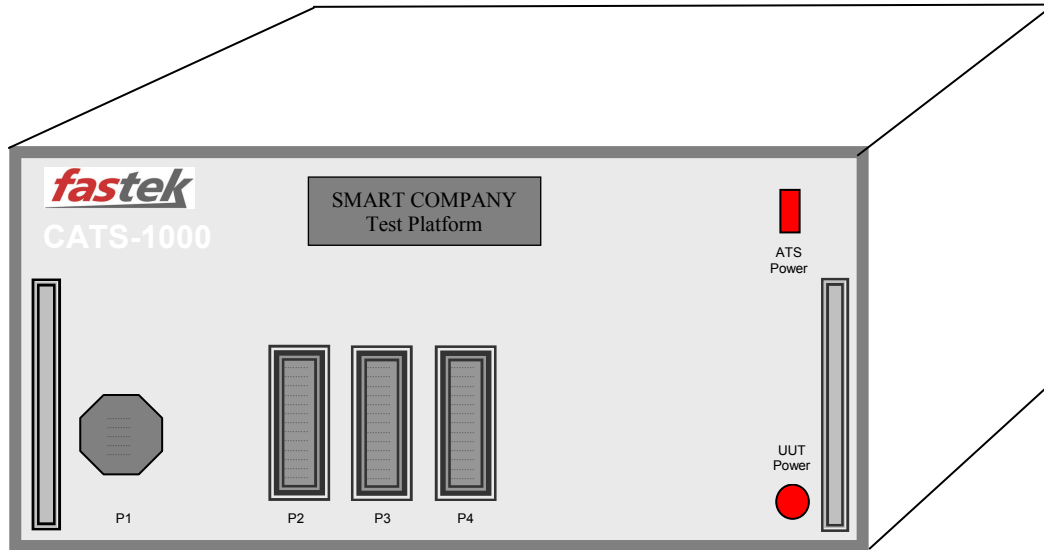 fastek
CATS-1000
SMART COMPANY
Test Platform
ATS
Power
UUT
Power
P1
P2
P3
P4